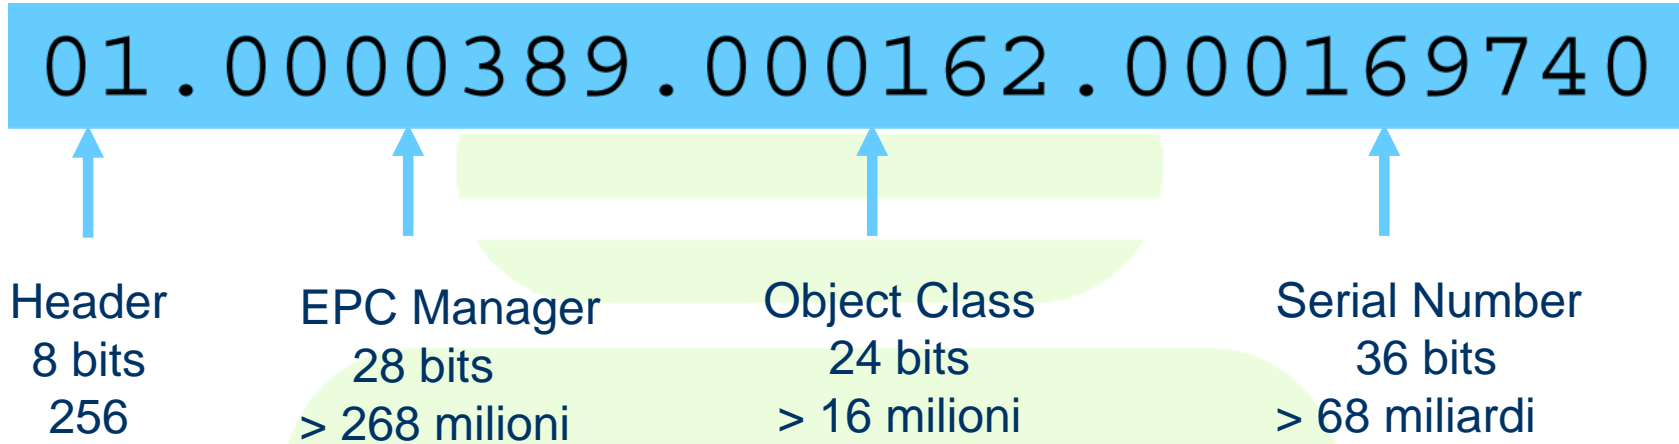 01.0000389.000162.000169740
Header
8 bits
256
EPC Manager
28 bits
> 268 milioni
Object Class
24 bits
> 16 milioni
Serial Number
36 bits
> 68 miliardi